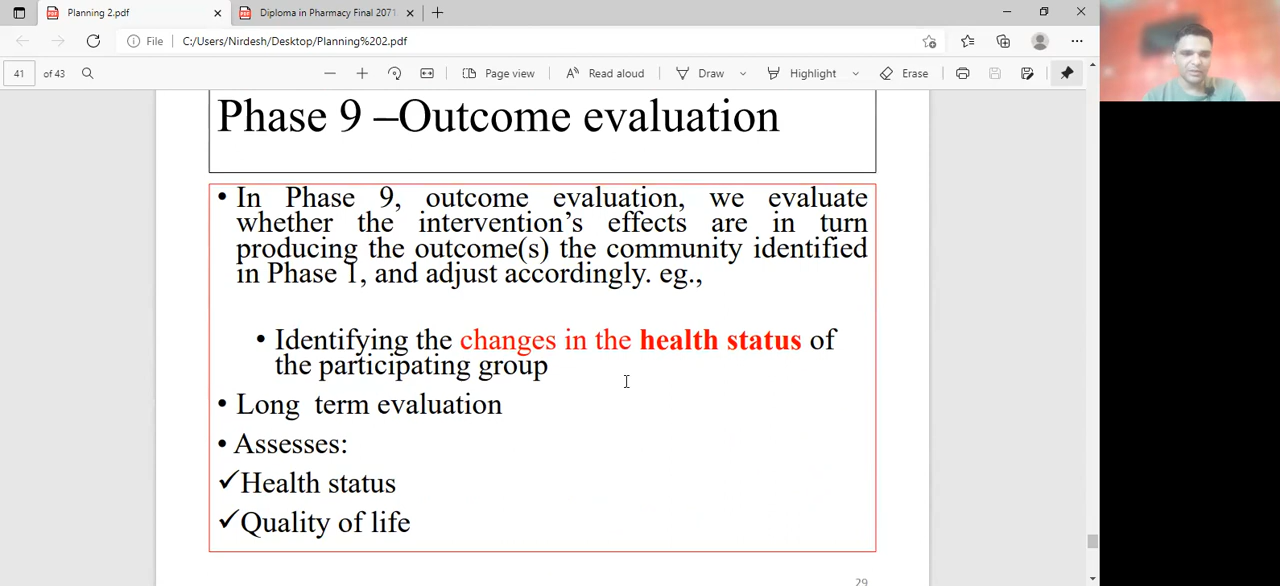 Planning 2.pdf
Diploma in Pharmacy Final 2071
File C:/Users/Nirdesh/Desktop/Planning%202.pdf
41 of 43 Page view Read aloud Draw Highlight Erase
Phase 9 –Outcome evaluation
• In Phase 9, outcome evaluation, we evaluate
whether the intervention's effects are in turn
producing the outcome(s) the community identified
in Phase 1, and adjust accordingly. eg.,
• Identifying the changes in the health status of
the participating group
• Long term evaluation
• Assesses:
✓Health status
✓Quality of life
29